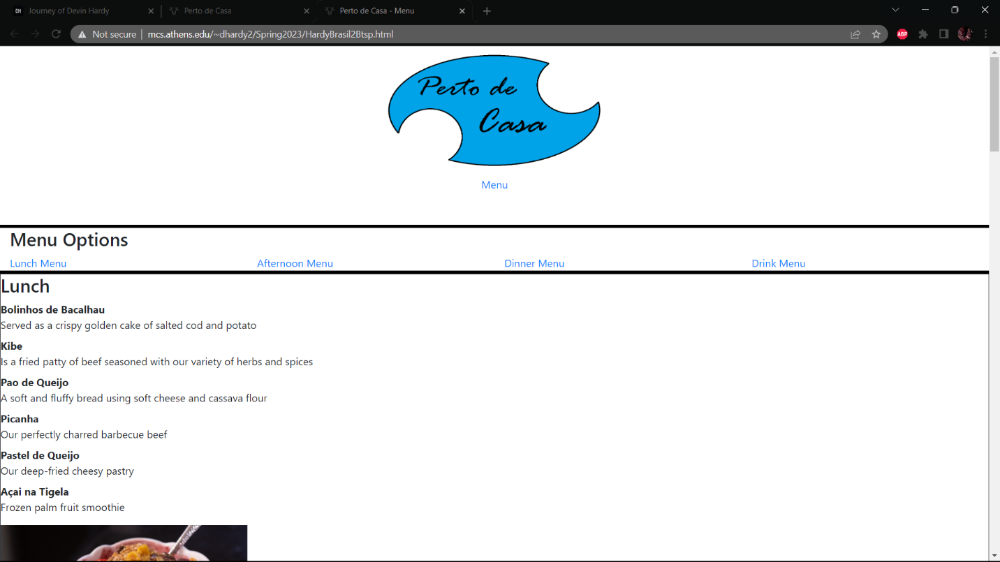 DH Journey of Devin Hardy
Perto de Casa
Perto de Casa - Menu
Not secure
mcs.athens.edu/~dhardy2/Spring2023/HardyBrasil2Btsp.html
ABP
Perto de
Casa
Menu
Menu Options
Lunch Menu Afternoon Menu Dinner Menu Drink Menu
Lunch
Bolinhos de Bacalhau
Served as a crispy golden cake of salted cod and potato
Kibe
Is a fried patty of beef seasoned with our variety of herbs and spices
Pao de Queijo
A soft and fluffy bread using soft cheese and cassava flour
Picanha
Our perfectly charred barbecue beef
Pastel de Queijo
Our deep-fried cheesy pastry
Açai na Tigela
Frozen palm fruit smoothie